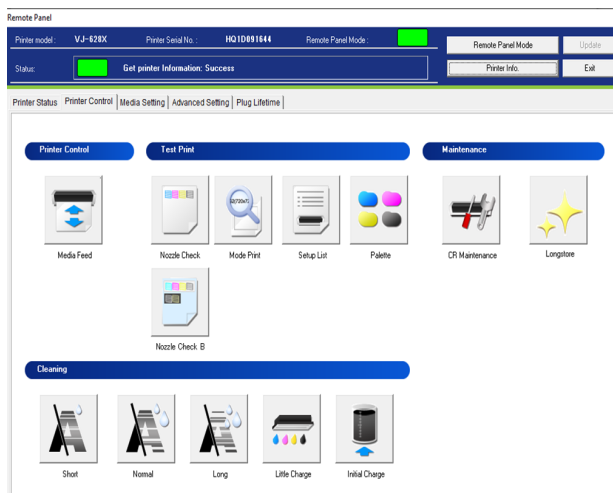 Remote Panel
Printer model : VJ-628X Printer Serial No. : HQ1D091644 Remote Panel Mode :
Remote Panel Mode Update
Status: Get printer Information: Success
Printer Info. Exit
Printer Status Printer Control Media Setting Advanced Setting Plug Lifetime
Printer Control Test Print Maintenance
Media Feed Nozzle Check Mode Print Setup List Palette CR Maintenance Longstore
Nozzle Check B
Cleaning
Short Normal Long Little Charge Initial Charge